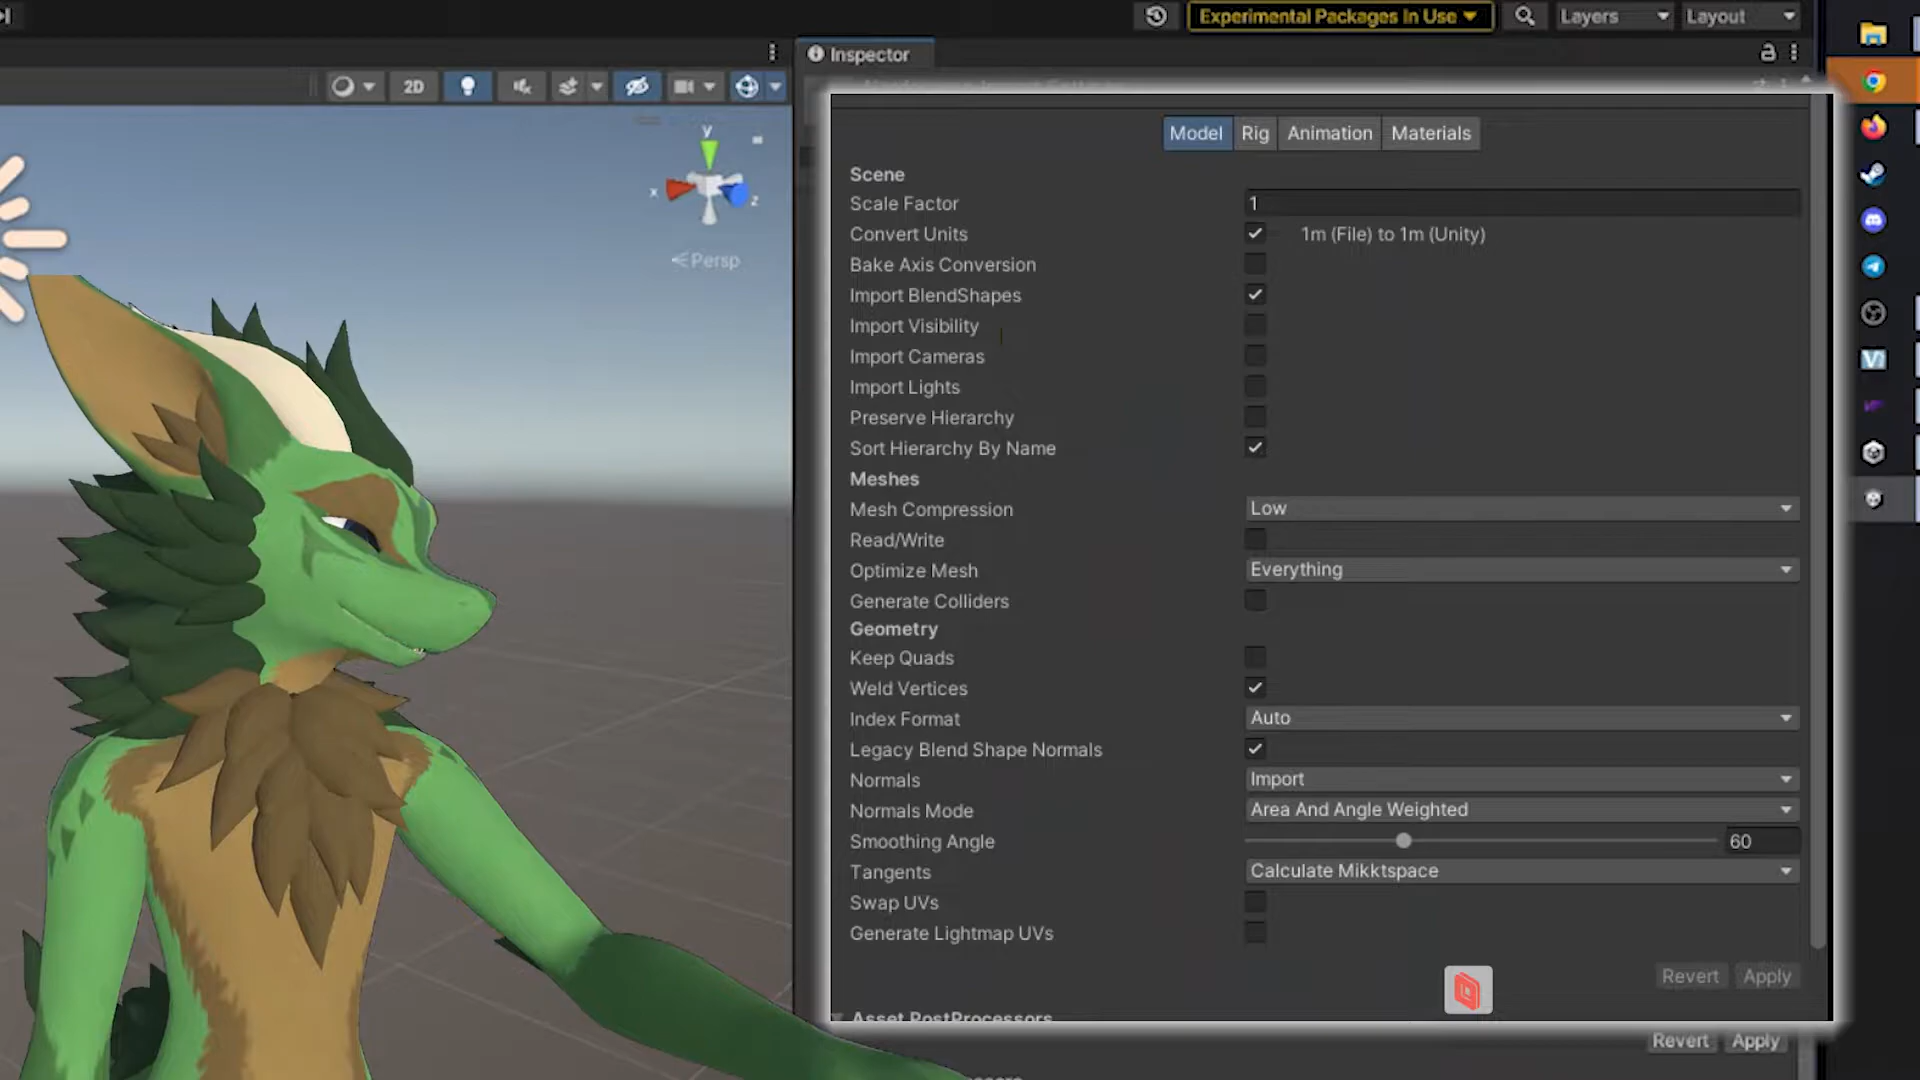 Experimental Packages In Use
Layers
Layout
Inspector
2D
y
x
z
Persp
Model Rig Animation Materials
Scene
Scale Factor 1
Convert Units 1m (File) to 1m (Unity)
Bake Axis Conversion
Import BlendShapes
Import Visibility
Import Cameras
Import Lights
Preserve Hierarchy
Sort Hierarchy By Name
Meshes
Mesh Compression Low
Read/Write
Optimize Mesh Everything
Generate Colliders
Geometry
Keep Quads
Weld Vertices
Index Format Auto
Legacy Blend Shape Normals
Normals Import
Normals Mode Area And Angle Weighted
Smoothing Angle 60
Tangents Calculate Mikktspace
Swap UVs
Generate Lightmap UVs
Revert Apply
Asset PostProcessors
Revert Apply